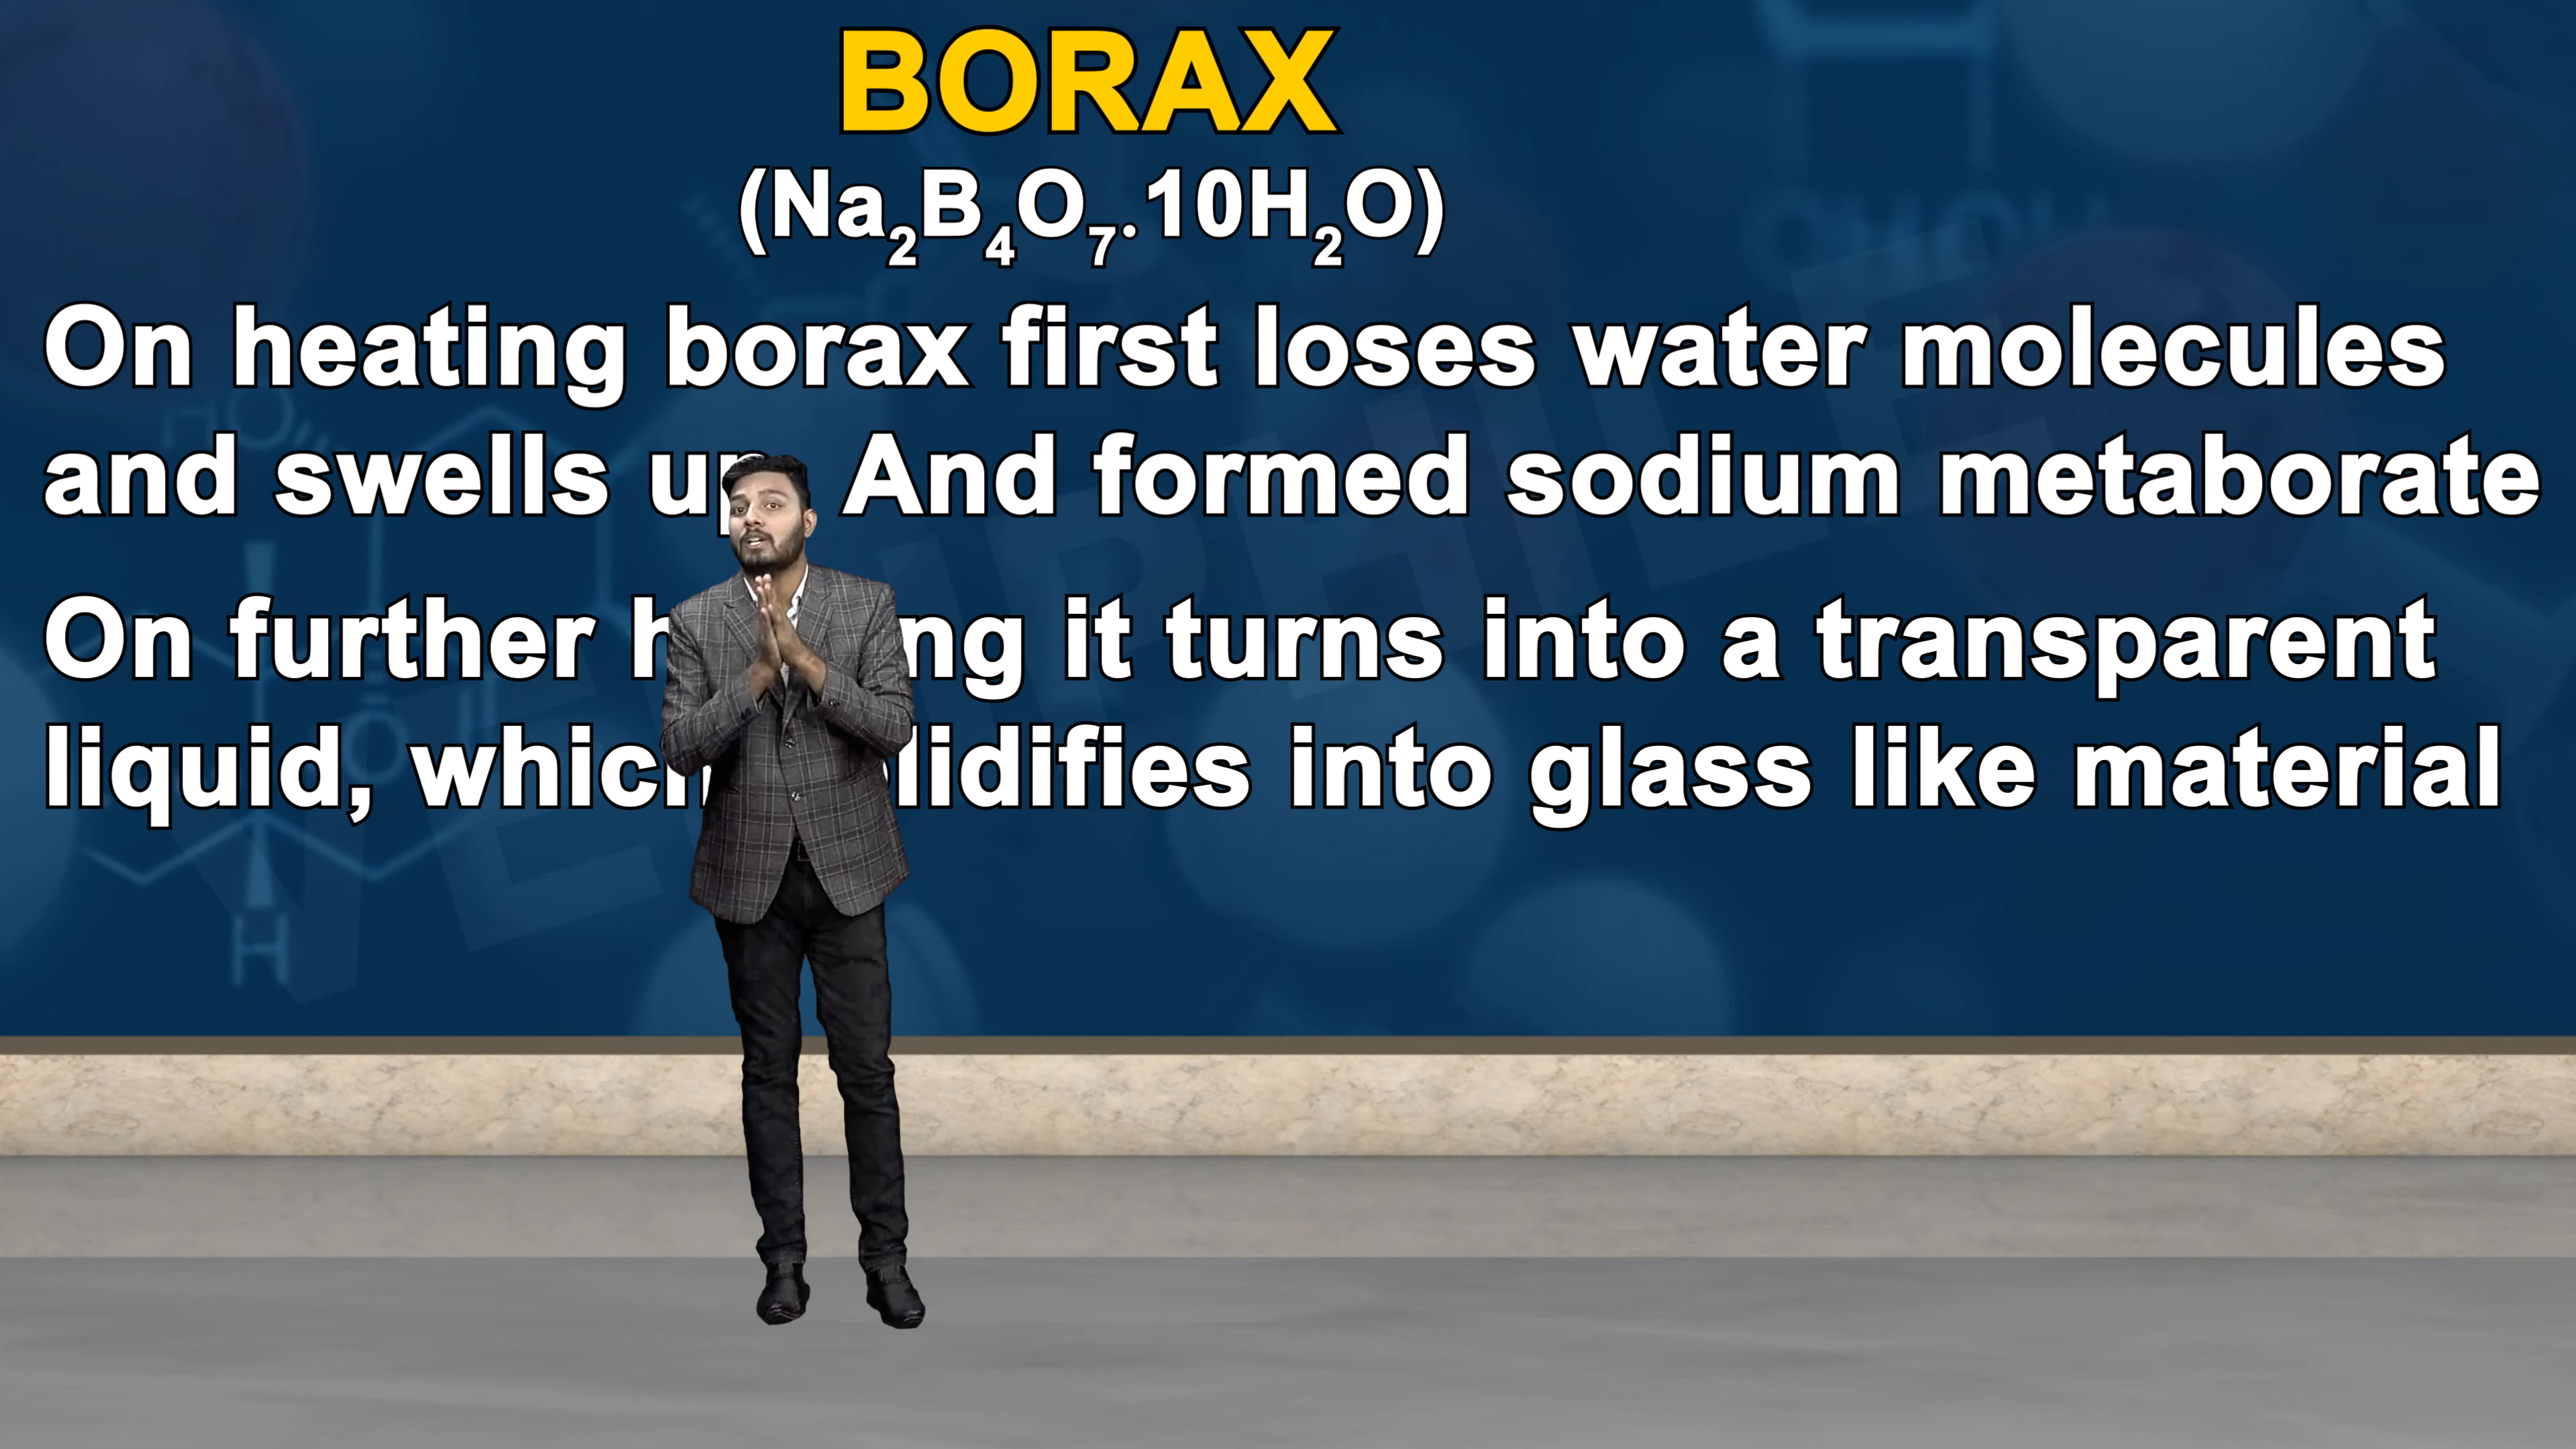 BORAX
(Na₂B₄O₇.10H₂O)
On heating borax first loses water molecules
and swells up And formed sodium metaborate
On further it turns into a transparent
liquid, which into glass like material
HO
H